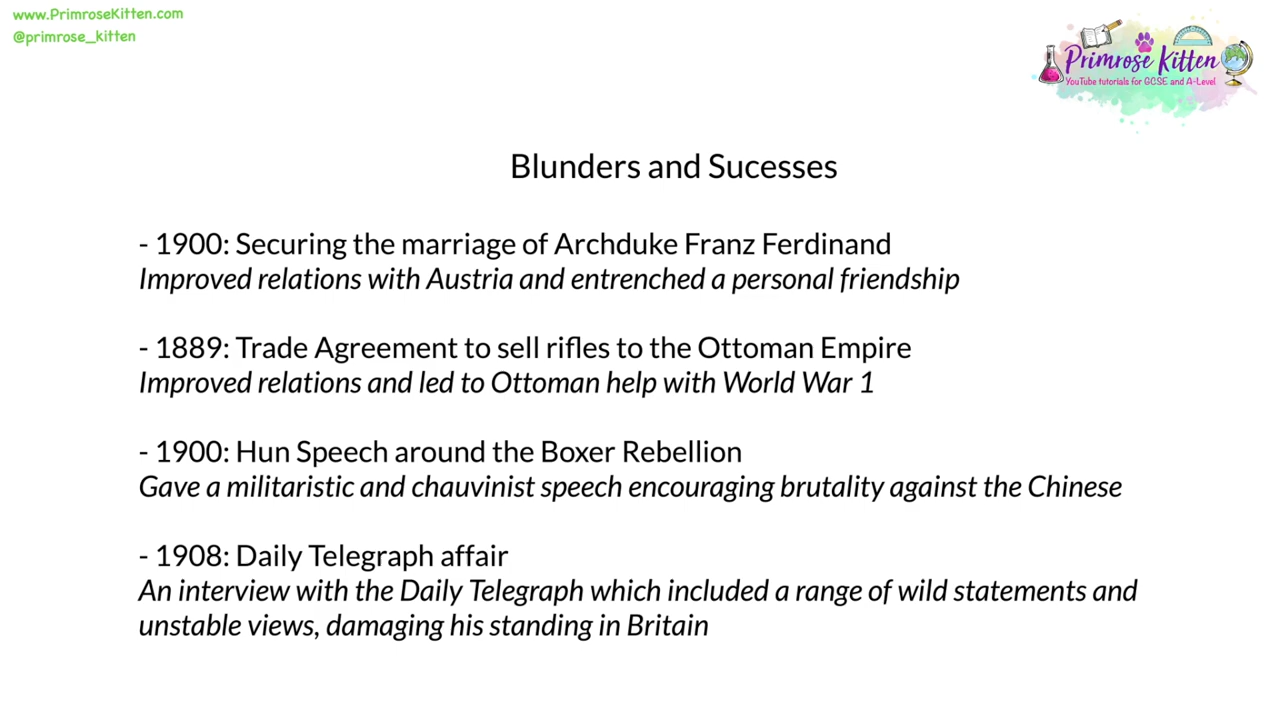 www.PrimroseKitten.com
@primrose_kitten
Primrose Kitten
YouTube tutorials for GCSE and A-Level
Blunders and Sucesses
- 1900: Securing the marriage of Archduke Franz Ferdinand
Improved relations with Austria and entrenched a personal friendship
- 1889: Trade Agreement to sell rifles to the Ottoman Empire
Improved relations and led to Ottoman help with World War 1
- 1900: Hun Speech around the Boxer Rebellion
Gave a militaristic and chauvinist speech encouraging brutality against the Chinese
- 1908: Daily Telegraph affair
An interview with the Daily Telegraph which included a range of wild statements and
unstable views, damaging his standing in Britain